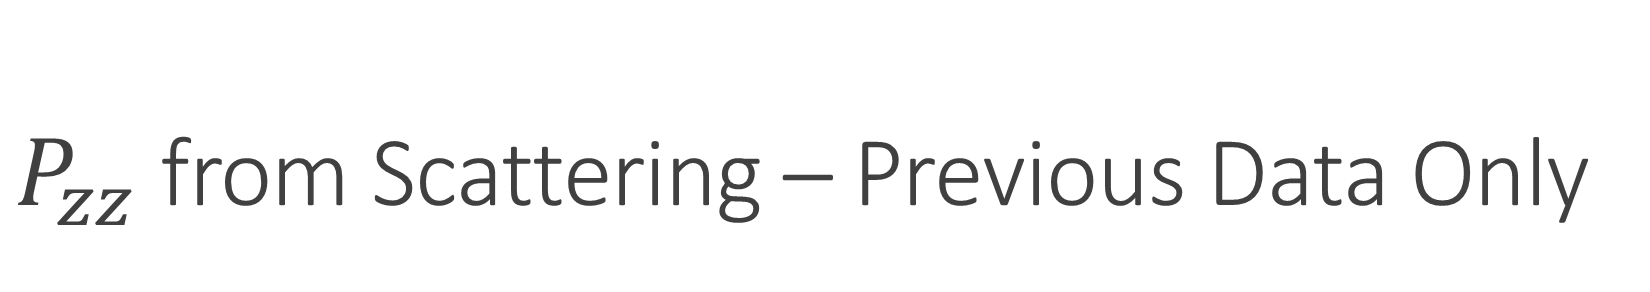 P_zz from Scattering – Previous Data Only